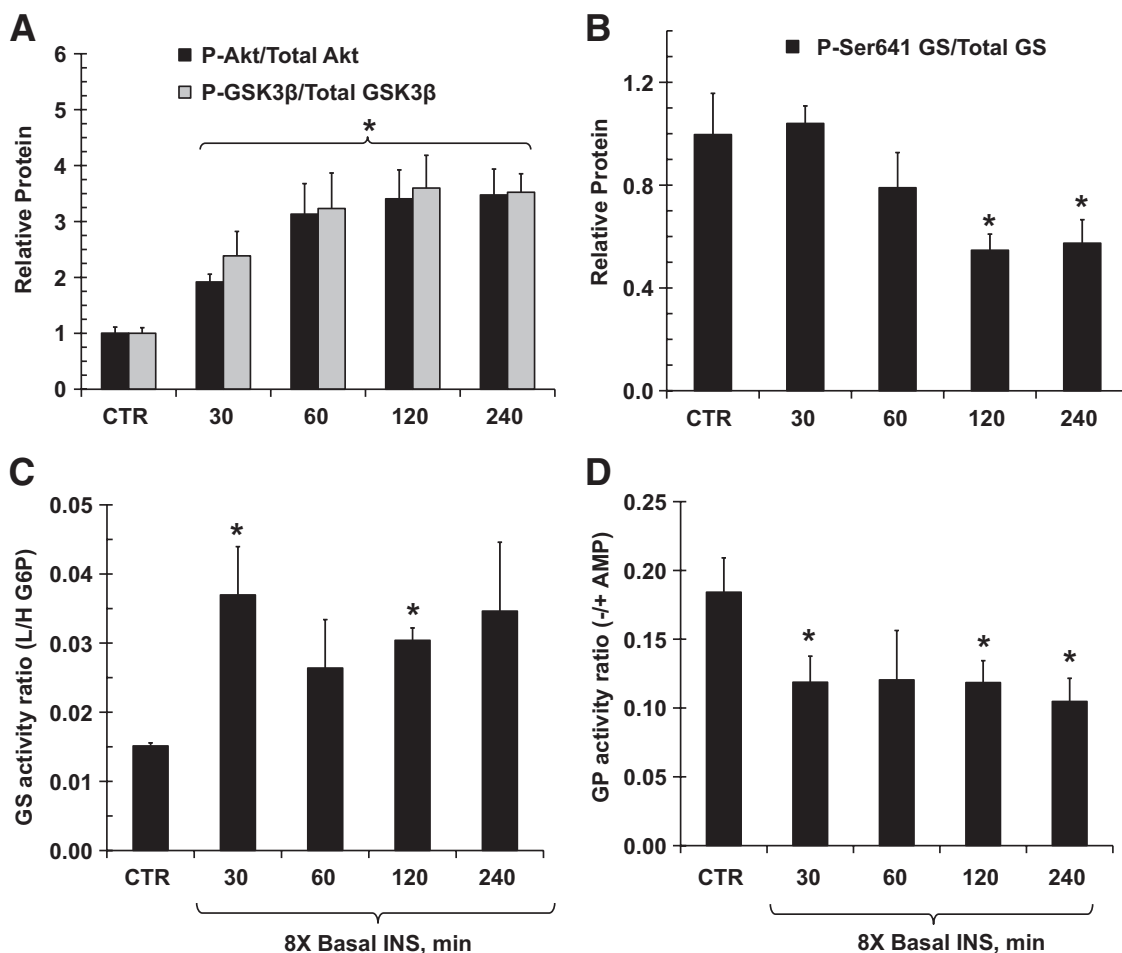 A
P-Akt/Total Akt
P-GSK3β/Total GSK3β
*
Relative Protein
6
5
4
3
2
1
0
CTR 30 60 120 240
B
P-Ser641 GS/Total GS
* *
Relative Protein
1.2
0.8
0.4
0.0
CTR 30 60 120 240
C
* *
GS activity ratio (L/H G6P)
0.05
0.04
0.03
0.02
0.01
0.00
CTR 30 60 120 240
8X Basal INS, min
D
* * *
GP activity ratio (-/+ AMP)
0.25
0.20
0.15
0.10
0.05
0.00
CTR 30 60 120 240
8X Basal INS, min